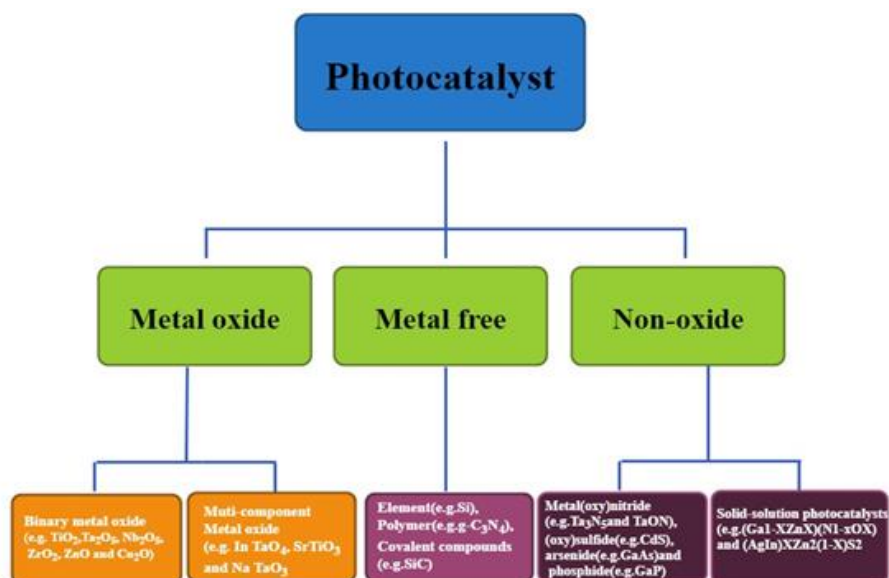 Photocatalyst
Metal oxide
Metal free
Non-oxide
Binary metal oxide
(e.g. TiO₂,Ta₂O₅, Nb₂O₅,
ZrO₂, ZnO and Cu₂O)
Muti-component
Metal oxide
(e.g. In TaO₄, SrTiO₃
and Na TaO₃
Element(e.g.Si),
Polymer(e.g.g-C₃N₄),
Covalent compounds
(e.g.SiC)
Metal(oxy)nitride
(e.g.Ta₃N₅and TaON),
(oxy)sulfide(e.g.CdS),
arsenide(e.g.GaAs)and
phosphide(e.g.GaP)
Solid-solution photocatalysts
(e.g.(Ga1-XZnX)(N1-xOX)
and (AgIn)XZn2(1-X)S2